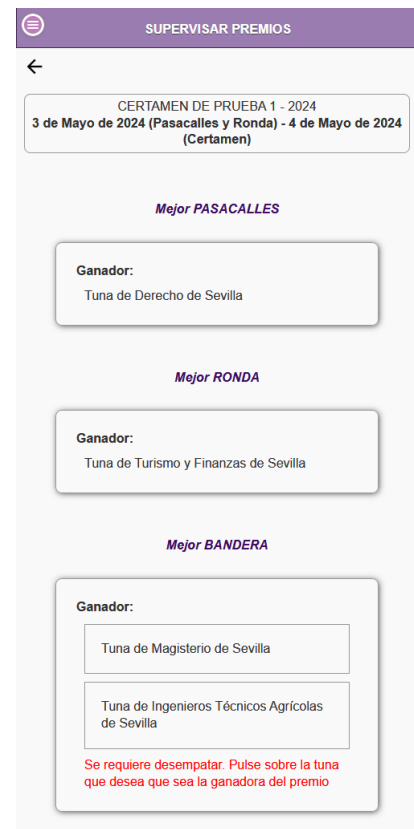 SUPERVISAR PREMIOS
CERTAMEN DE PRUEBA 1 - 2024
3 de Mayo de 2024 (Pasacalles y Ronda) - 4 de Mayo de 2024
(Certamen)
Mejor PASACALLES
Ganador:
Tuna de Derecho de Sevilla
Mejor RONDA
Ganador:
Tuna de Turismo y Finanzas de Sevilla
Mejor BANDERA
Ganador:
Tuna de Magisterio de Sevilla
Tuna de Ingenieros Técnicos Agrícolas
de Sevilla
Se requiere desempatar. Pulse sobre la tuna
que desea que sea la ganadora del premio